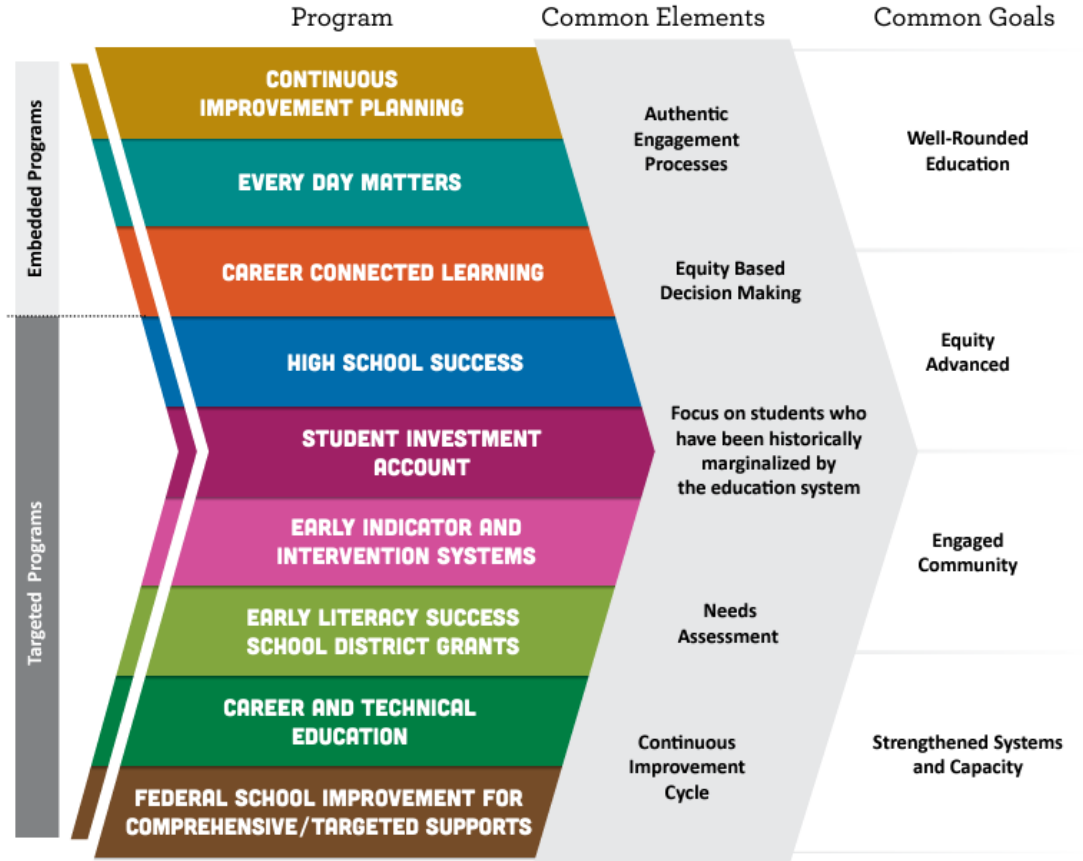 Program
Common Elements
Common Goals
Embedded Programs
Targeted Programs
CONTINUOUS
IMPROVEMENT PLANNING
EVERY DAY MATTERS
CAREER CONNECTED LEARNING
HIGH SCHOOL SUCCESS
STUDENT INVESTMENT
ACCOUNT
EARLY INDICATOR AND
INTERVENTION SYSTEMS
EARLY LITERACY SUCCESS
SCHOOL DISTRICT GRANTS
CAREER AND TECHNICAL
EDUCATION
FEDERAL SCHOOL IMPROVEMENT FOR
COMPREHENSIVE/TARGETED SUPPORTS
Authentic
Engagement
Processes
Equity Based
Decision Making
Focus on students who
have been historically
marginalized by
the education system
Needs
Assessment
Continuous
Improvement
Cycle
Well-Rounded
Education
Equity
Advanced
Engaged
Community
Strengthened Systems
and Capacity